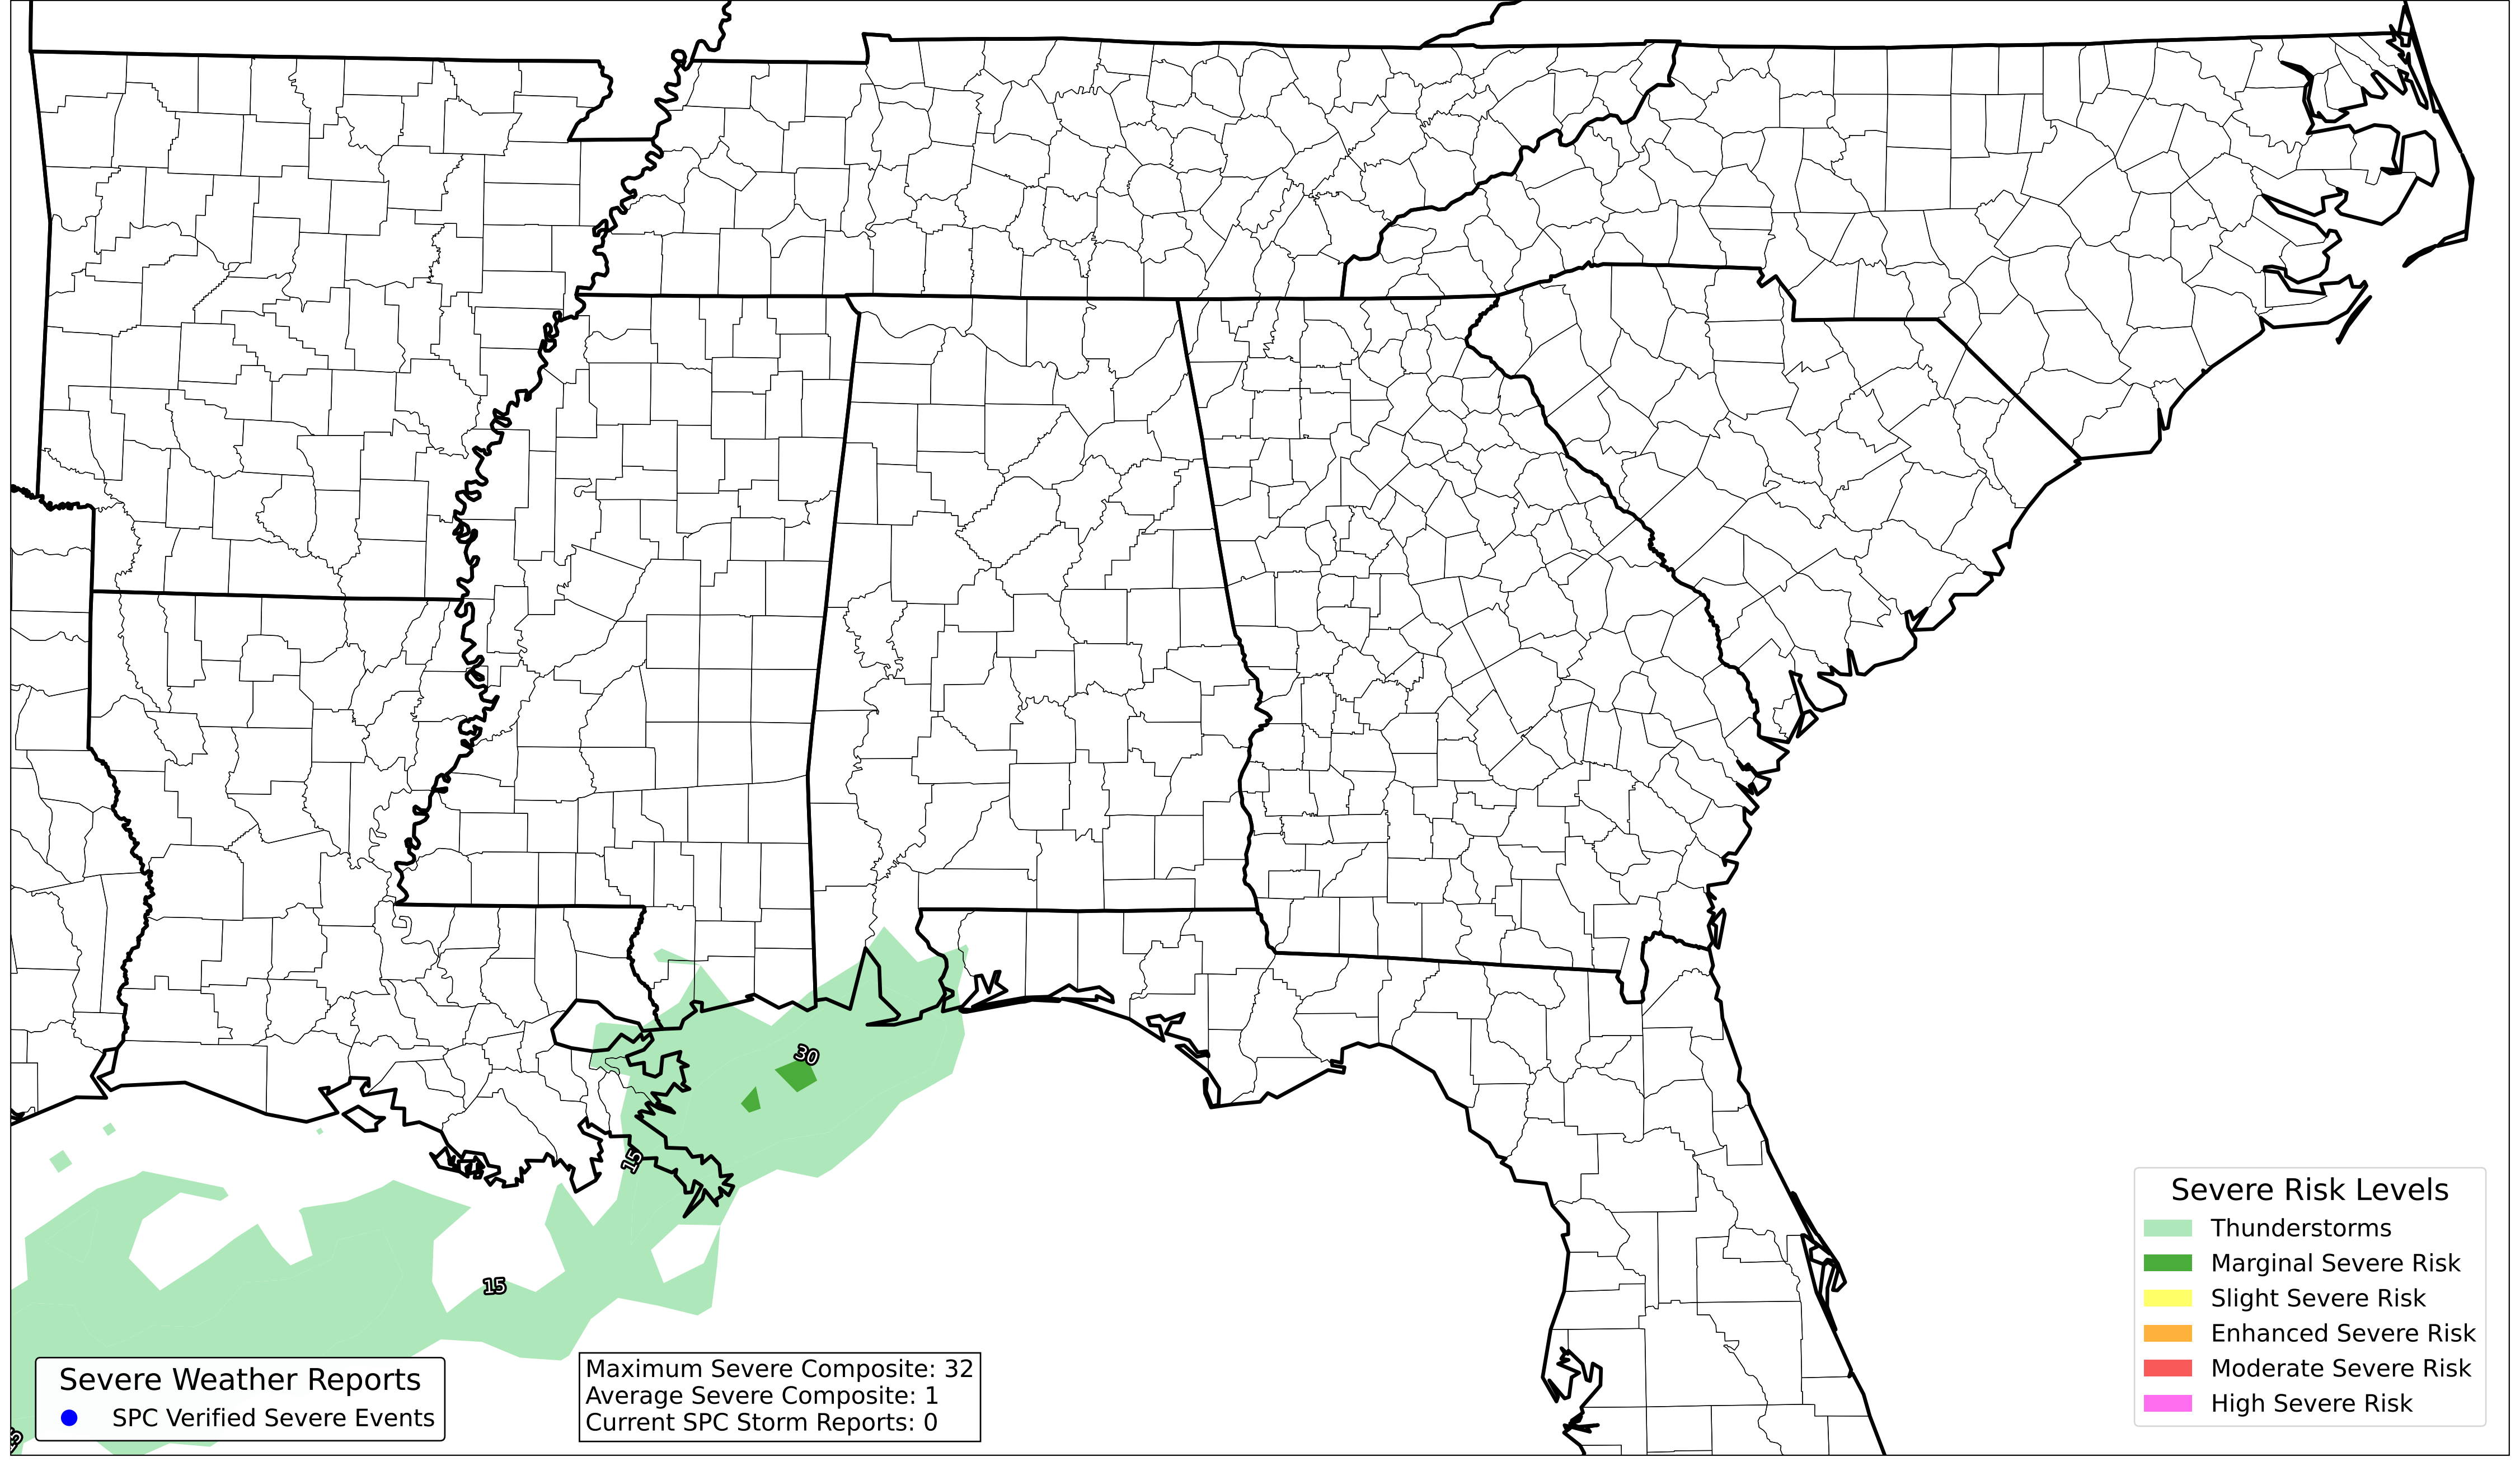 30
15
15
Severe Risk Levels
Thunderstorms
Marginal Severe Risk
Slight Severe Risk
Enhanced Severe Risk
Moderate Severe Risk
High Severe Risk
Severe Weather Reports
SPC Verified Severe Events
Maximum Severe Composite: 32
Average Severe Composite: 1
Current SPC Storm Reports: 0